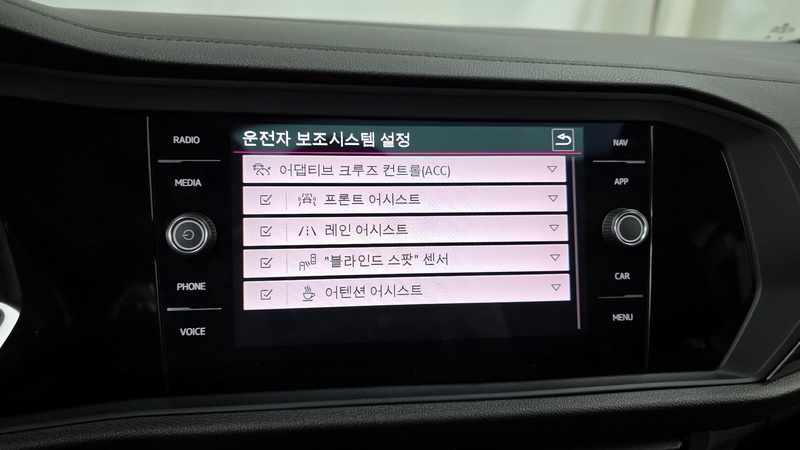 RADIO
MEDIA
PHONE
VOICE
운전자 보조시스템 설정
어댑티브 크루즈 컨트롤(ACC)
프론트 어시스트
레인 어시스트
"블라인드 스팟" 센서
어텐션 어시스트
NAV
APP
CAR
MENU